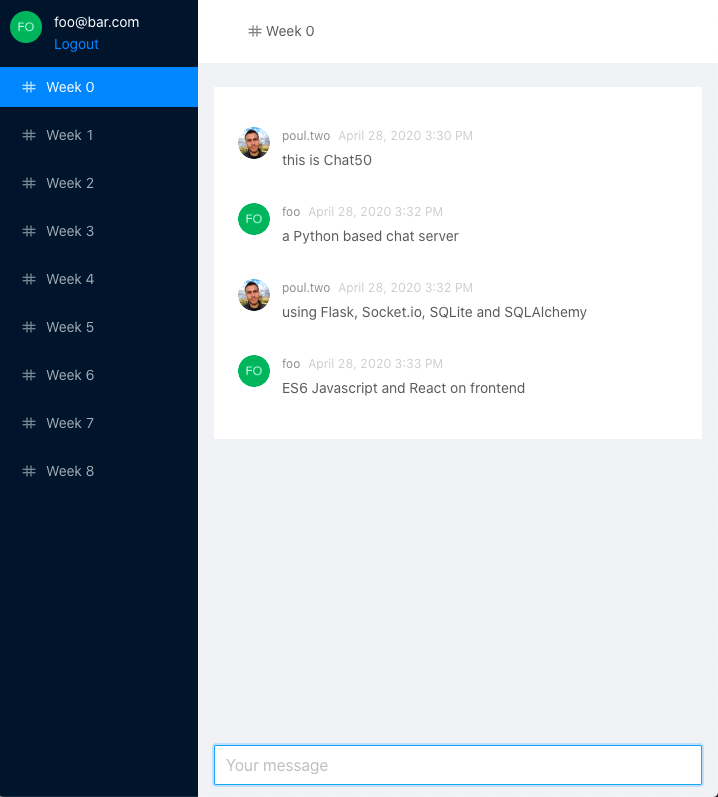 FO foo@bar.com
Logout
# Week 0
# Week 1
# Week 2
# Week 3
# Week 4
# Week 5
# Week 6
# Week 7
# Week 8
# Week 0
poul.two April 28, 2020 3:30 PM
this is Chat50
FO foo April 28, 2020 3:32 PM
a Python based chat server
poul.two April 28, 2020 3:32 PM
using Flask, Socket.io, SQLite and SQLAlchemy
FO foo April 28, 2020 3:33 PM
ES6 Javascript and React on frontend
Your message